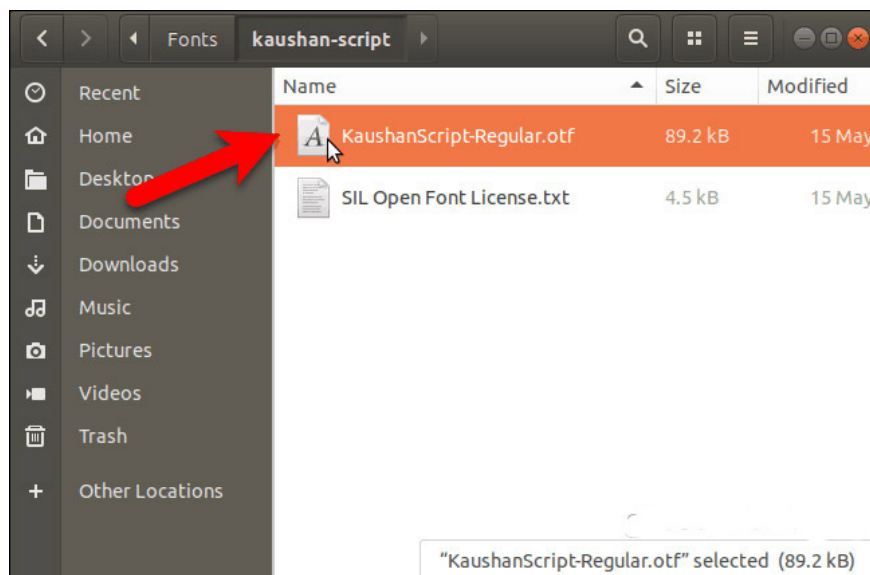 Fonts kaushan-script
Recent
Home
Desktop
Documents
Downloads
Music
Pictures
Videos
Trash
Other Locations
Name Size Modified
A KaushanScript-Regular.otf 89.2 kB 15 May
SIL Open Font License.txt 4.5 kB 15 May
“KaushanScript-Regular.otf” selected (89.2 kB)